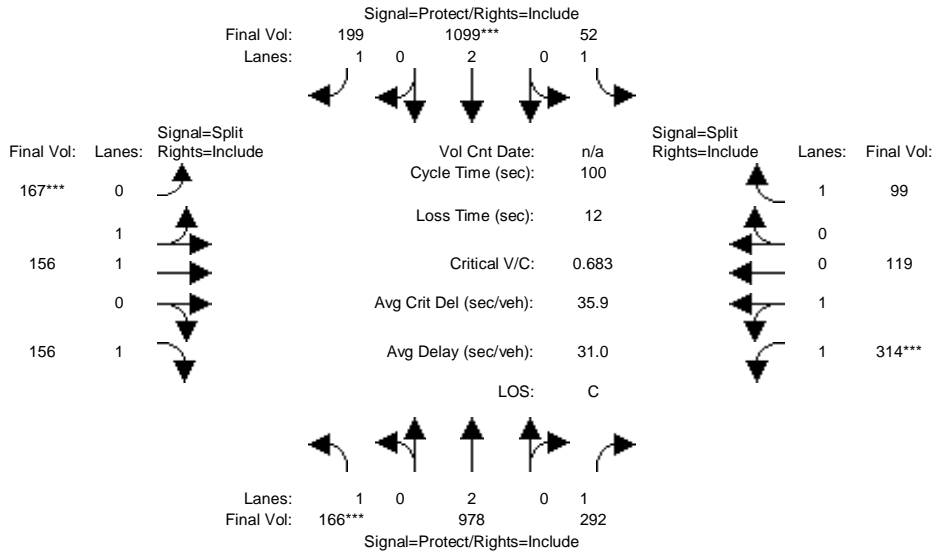 Signal=Protect/Rights=Include
Final Vol: 199 1099*** 52
Lanes: 1 0 2 0 1
Signal=Split
Final Vol: Lanes: Rights=Include
Vol Cnt Date: n/a
Signal=Split
Rights=Include Lanes: Final Vol:
Cycle Time (sec): 100
167*** 0
1 99
Loss Time (sec): 12
1
0
156 1
Critical V/C: 0.683
0 119
0
Avg Crit Del (sec/veh): 35.9
1
156 1
Avg Delay (sec/veh): 31.0
1 314***
LOS: C
Lanes: 1 0 2 0 1
Final Vol: 166*** 978 292
Signal=Protect/Rights=Include